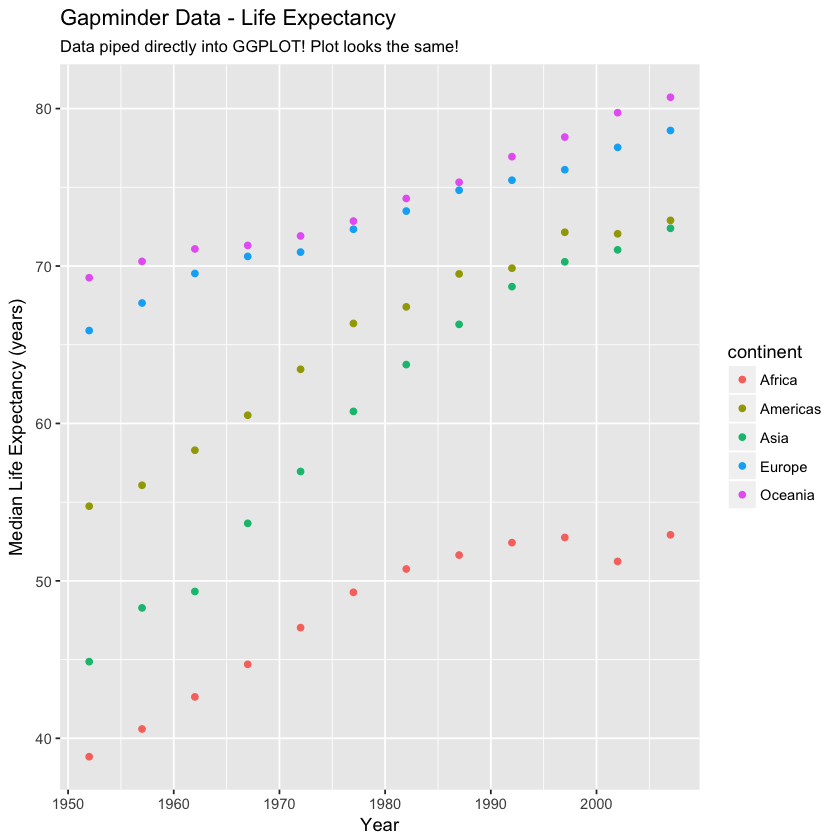 Gapminder Data - Life Expectancy
Data piped directly into GGPLOT! Plot looks the same!
Median Life Expectancy (years)
80
70
60
50
40
1950 1960 1970 1980 1990 2000
Year
continent
Africa
Americas
Asia
Europe
Oceania